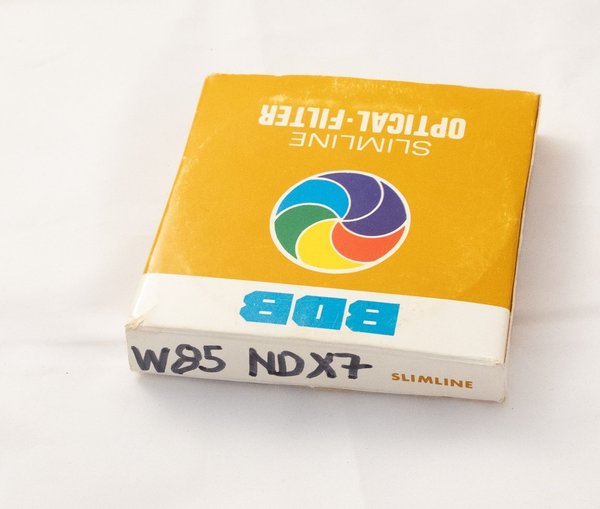 SLIMLINE
OPTICAL·FILTER
BDB
W85 NDX7
SLIMLINE